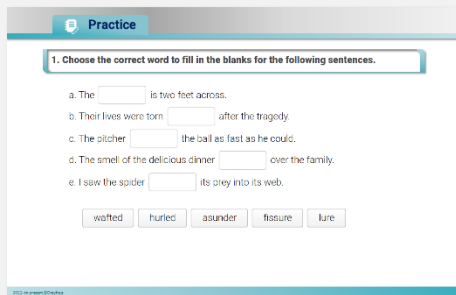 Practice
1. Choose the correct word to fill in the blanks for the following sentences.
a. The is two feet across.
b. Their lives were torn after the tragedy.
c. The pitcher the ball as fast as he could.
d. The smell of the delicious dinner over the family.
e. I saw the spider its prey into its web.
wafted hurled asunder fissure lure